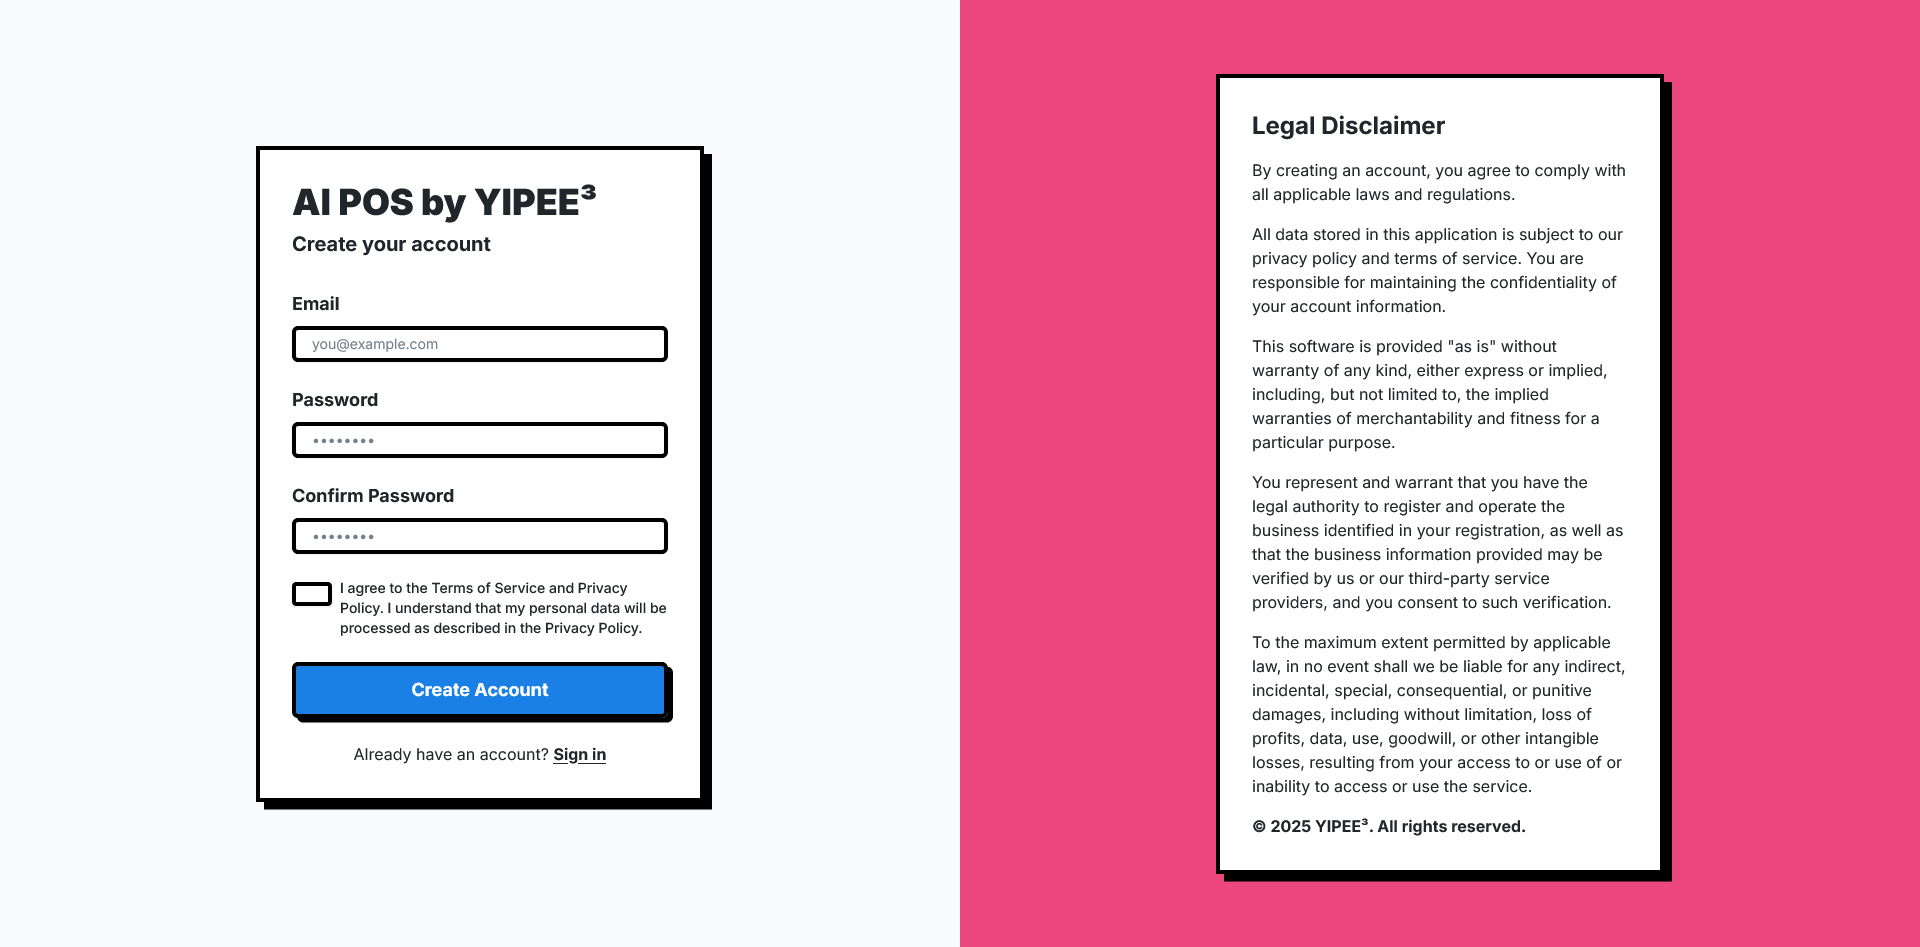 AI POS by YIPEE³
Create your account
Email
you@example.com
Password
••••••••
Confirm Password
••••••••
I agree to the Terms of Service and Privacy
Policy. I understand that my personal data will be
processed as described in the Privacy Policy.
Create Account
Already have an account? Sign in
Legal Disclaimer
By creating an account, you agree to comply with
all applicable laws and regulations.
All data stored in this application is subject to our
privacy policy and terms of service. You are
responsible for maintaining the confidentiality of
your account information.
This software is provided "as is" without
warranty of any kind, either express or implied,
including, but not limited to, the implied
warranties of merchantability and fitness for a
particular purpose.
You represent and warrant that you have the
legal authority to register and operate the
business identified in your registration, as well as
that the business information provided may be
verified by us or our third-party service
providers, and you consent to such verification.
To the maximum extent permitted by applicable
law, in no event shall we be liable for any indirect,
incidental, special, consequential, or punitive
damages, including without limitation, loss of
profits, data, use, goodwill, or other intangible
losses, resulting from your access to or use of or
inability to access or use the service.
© 2025 YIPEE³. All rights reserved.